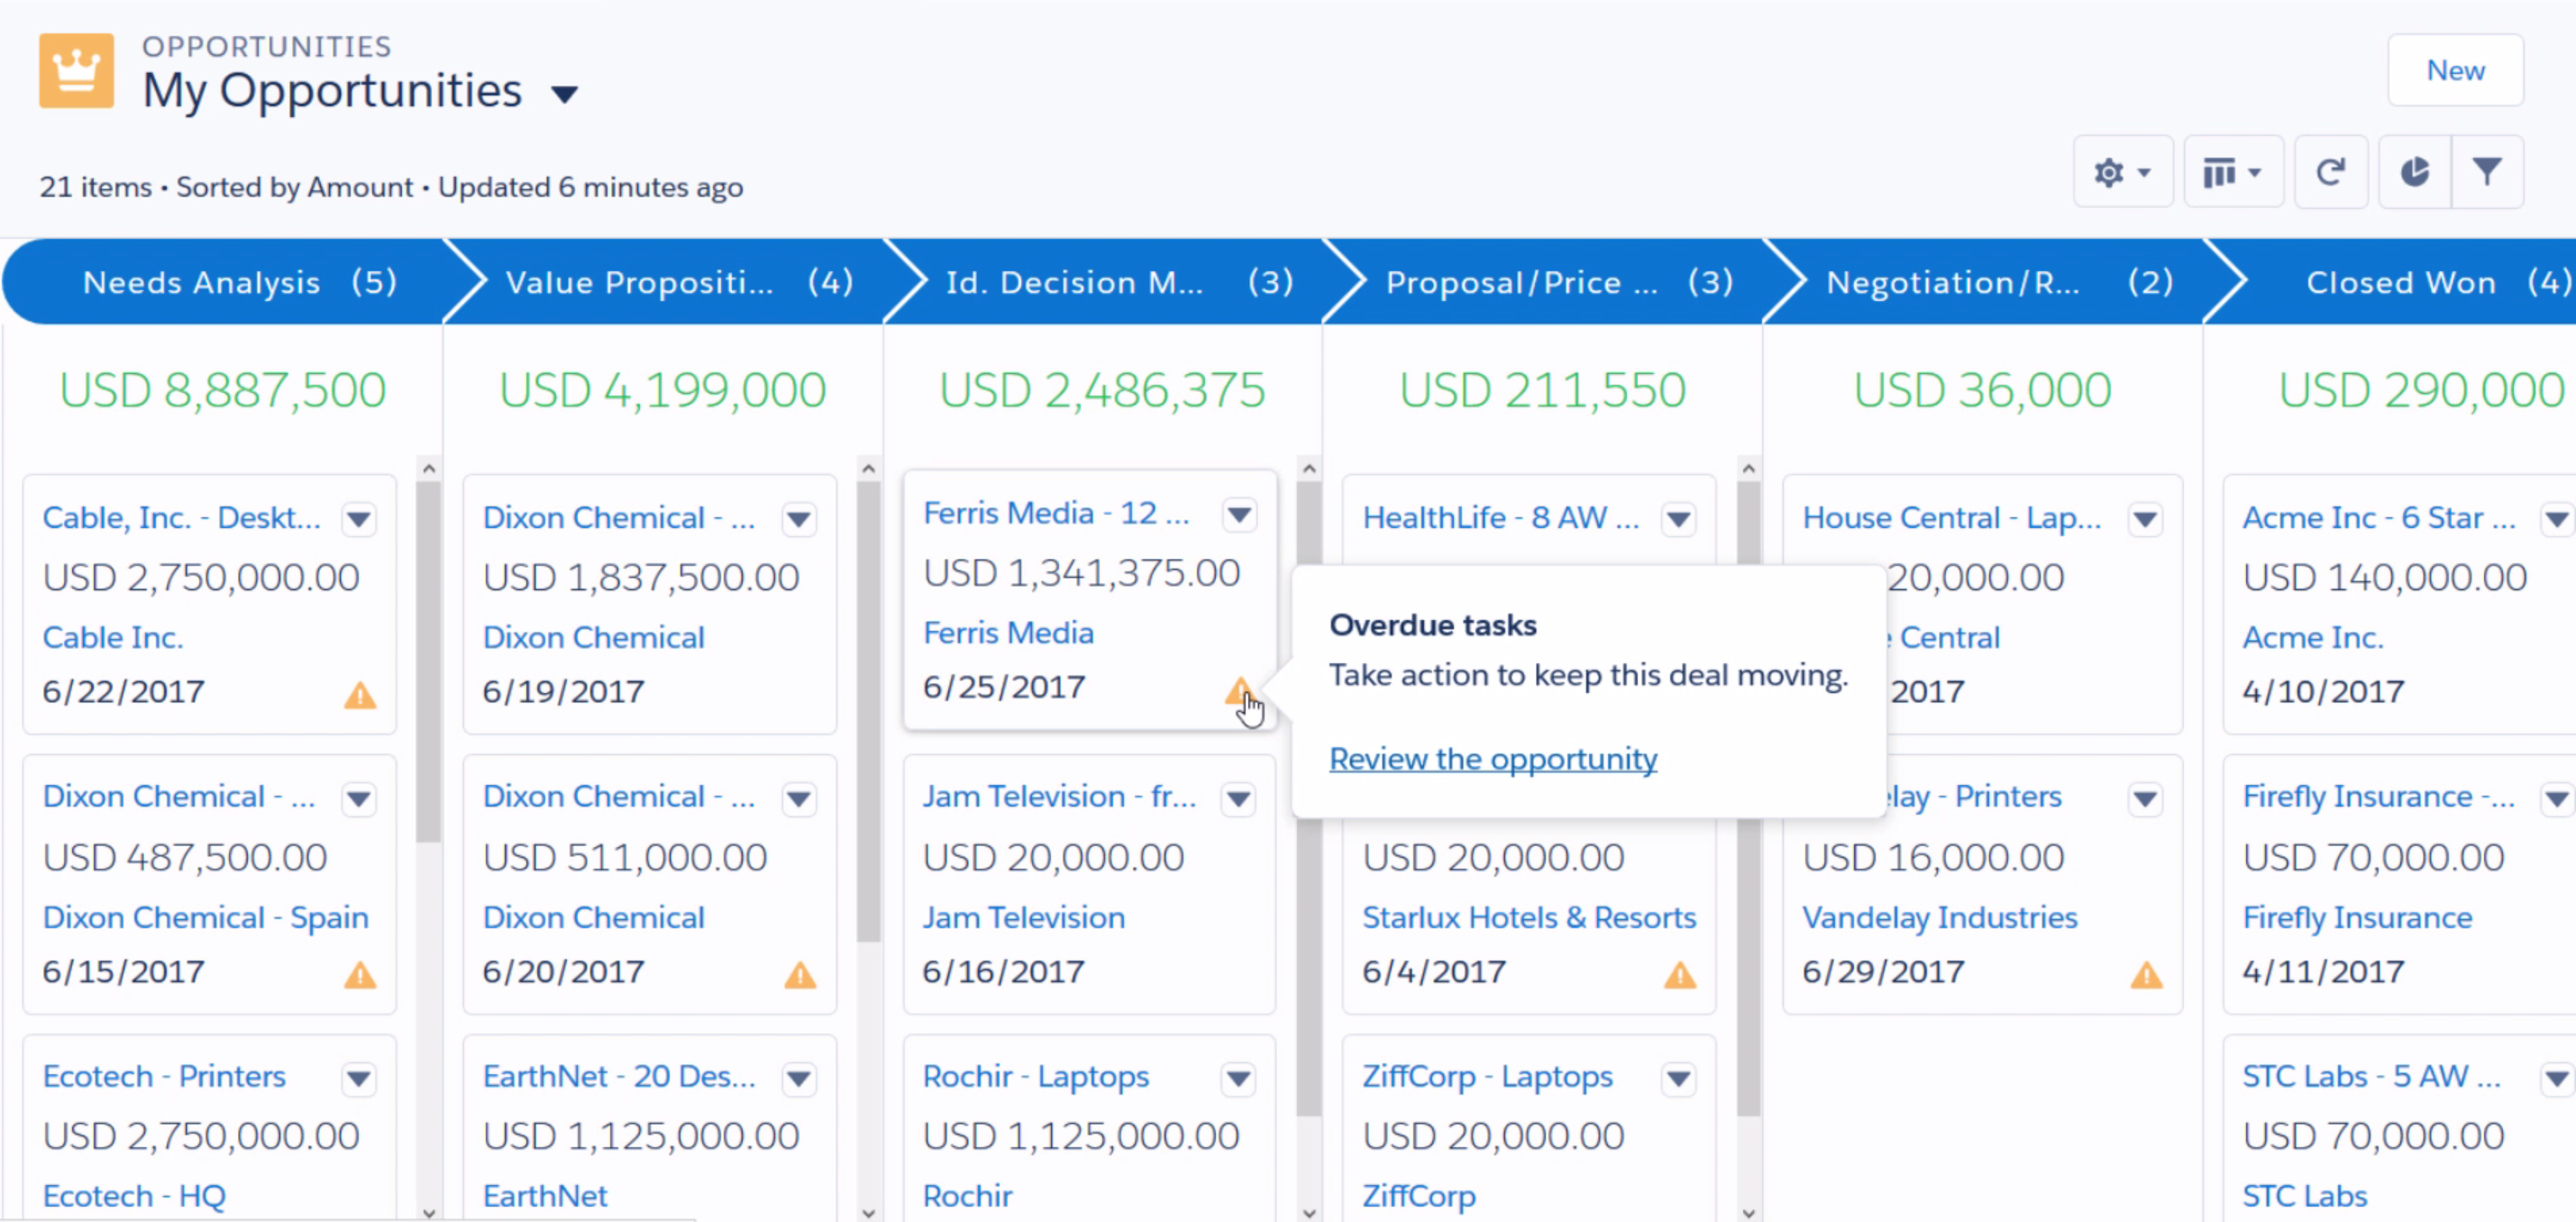 OPPORTUNITIES
My Opportunities
New
21 items • Sorted by Amount • Updated 6 minutes ago
Needs Analysis (5)
Value Propositi... (4)
Id. Decision M... (3)
Proposal/Price ... (3)
Negotiation/R... (2)
Closed Won (4)
USD 8,887,500
USD 4,199,000
USD 2,486,375
USD 211,550
USD 36,000
USD 290,000
Cable, Inc. - Deskt...
USD 2,750,000.00
Cable Inc.
6/22/2017
Dixon Chemical - ...
USD 487,500.00
Dixon Chemical - Spain
6/15/2017
Ecotech - Printers
USD 2,750,000.00
Ecotech - HQ
Dixon Chemical - ...
USD 1,837,500.00
Dixon Chemical
6/19/2017
Dixon Chemical - ...
USD 511,000.00
Dixon Chemical
6/20/2017
EarthNet - 20 Des...
USD 1,125,000.00
EarthNet
Ferris Media - 12 ...
USD 1,341,375.00
Ferris Media
6/25/2017
Jam Television - fr...
USD 20,000.00
Jam Television
6/16/2017
Rochir - Laptops
USD 1,125,000.00
Rochir
HealthLife - 8 AW ...
Overdue tasks
Take action to keep this deal moving.
Review the opportunity
USD 20,000.00
Starlux Hotels & Resorts
6/4/2017
ZiffCorp - Laptops
USD 20,000.00
ZiffCorp
House Central - Lap...
20,000.00
Central
2017
lay - Printers
USD 16,000.00
Vandelay Industries
6/29/2017
Acme Inc - 6 Star ...
USD 140,000.00
Acme Inc.
4/10/2017
Firefly Insurance -...
USD 70,000.00
Firefly Insurance
4/11/2017
STC Labs - 5 AW ...
USD 70,000.00
STC Labs